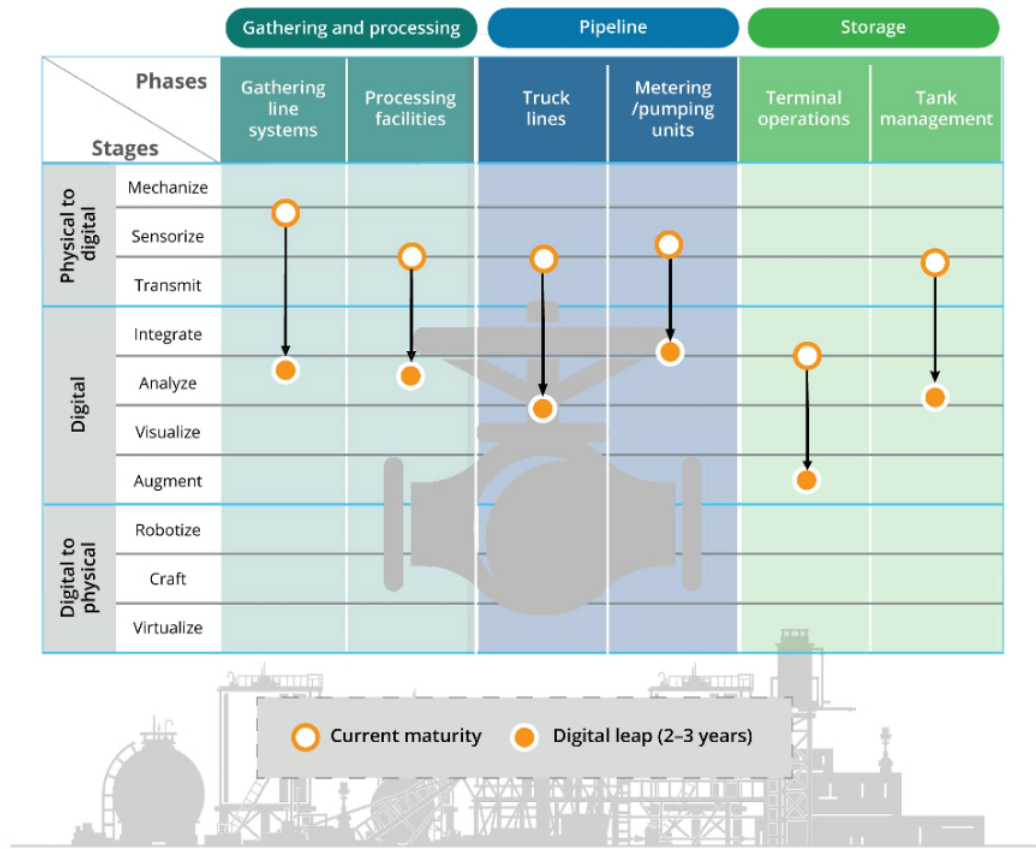 Gathering and processing
Pipeline
Storage
Phases
Stages
Gathering
line
systems
Processing
facilities
Truck
lines
Metering
/pumping
units
Terminal
operations
Tank
management
Physical to
digital
Mechanize
Sensorize
Transmit
Digital
Integrate
Analyze
Visualize
Augment
Digital to
physical
Robotize
Craft
Virtualize
Current maturity
Digital leap (2–3 years)